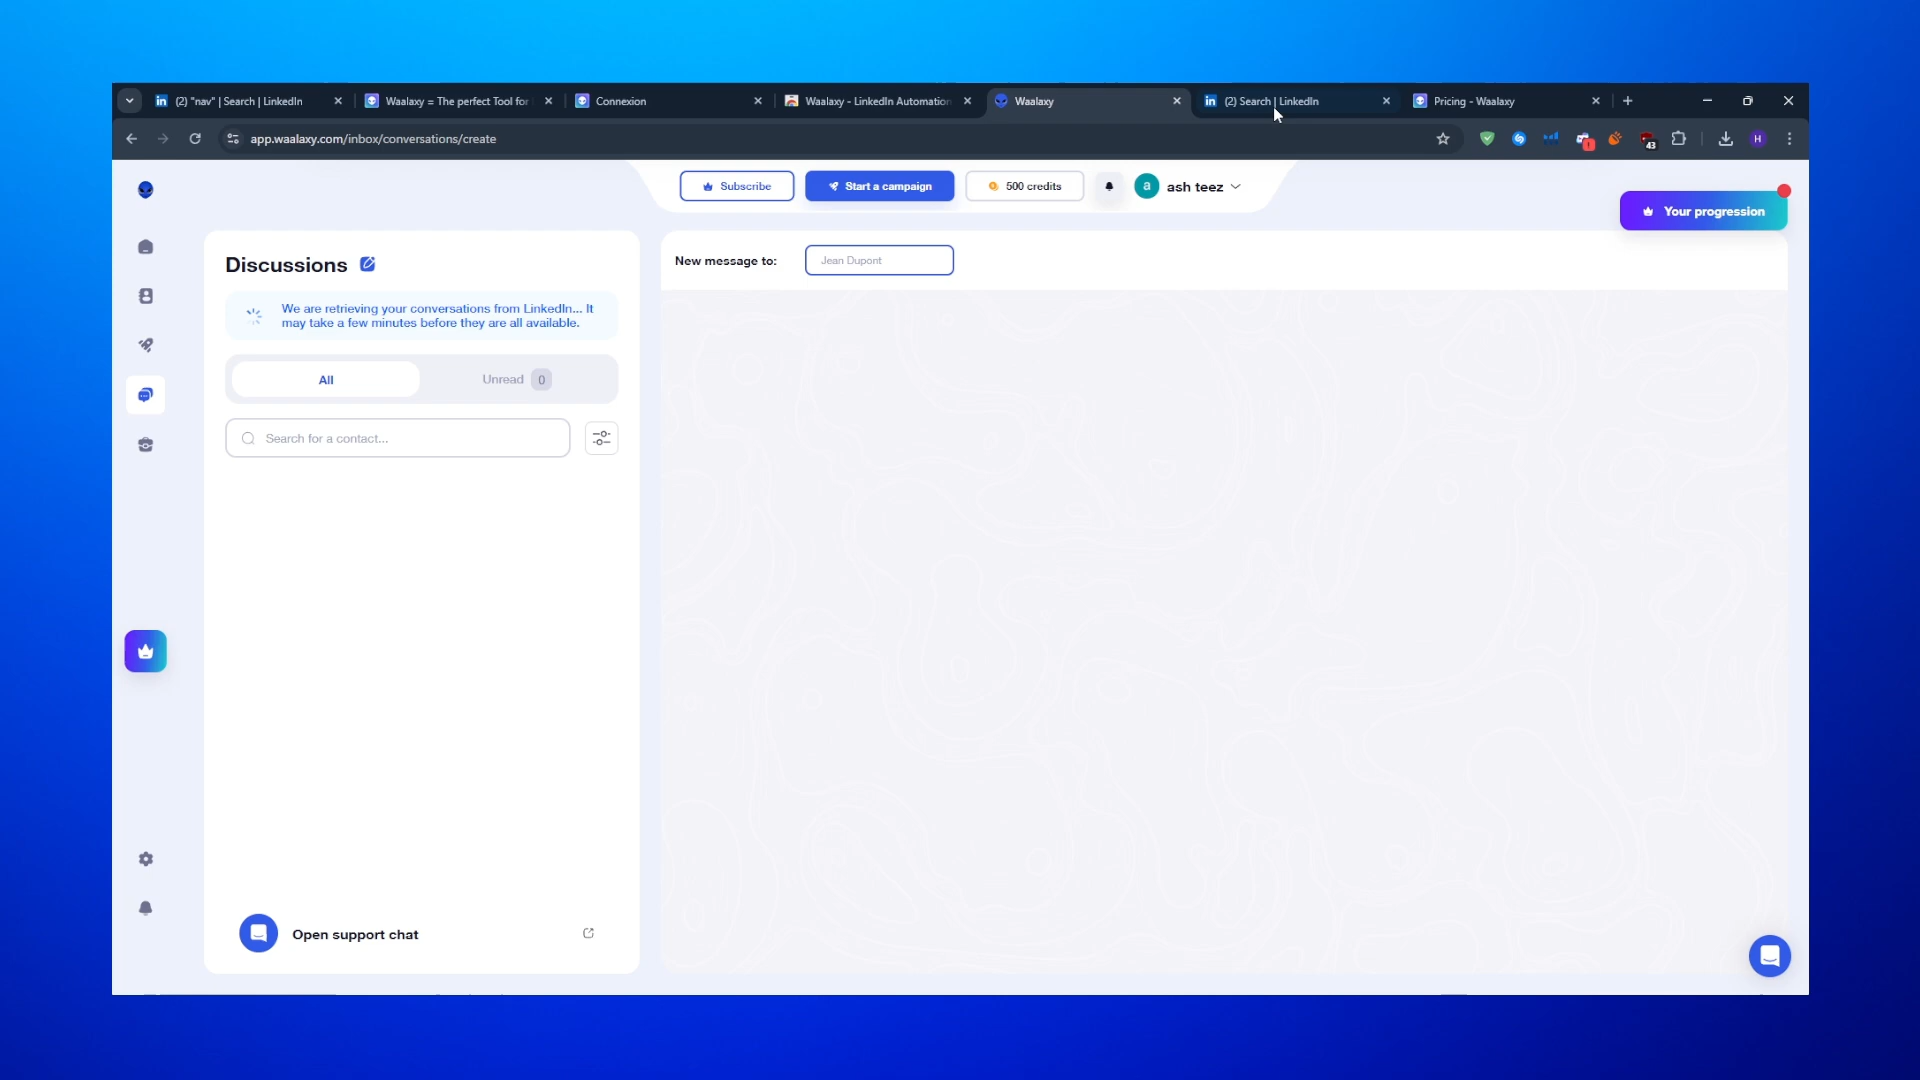 (2) "nav" | Search | LinkedIn
Waalaxy = The perfect Tool for
Connexion
Waalaxy - LinkedIn Automation
Waalaxy
(2) Search | LinkedIn
Pricing - Waalaxy
app.waalaxy.com/inbox/conversations/create
43
H
Subscribe
Start a campaign
500 credits
a
ash teez
Your progression
Discussions
New message to:
Jean Dupont
We are retrieving your conversations from LinkedIn... It
may take a few minutes before they are all available.
All
Unread 0
Search for a contact...
Open support chat